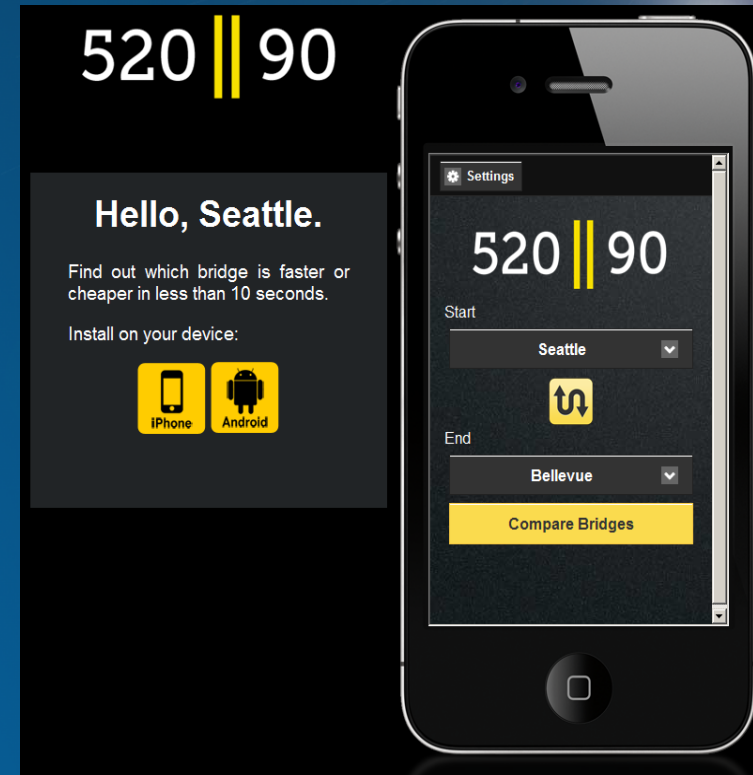 520 || 90
Hello, Seattle.
Find out which bridge is faster or
cheaper in less than 10 seconds.
Install on your device:
iPhone
Android
Settings
520 || 90
Start
Seattle
End
Bellevue
Compare Bridges